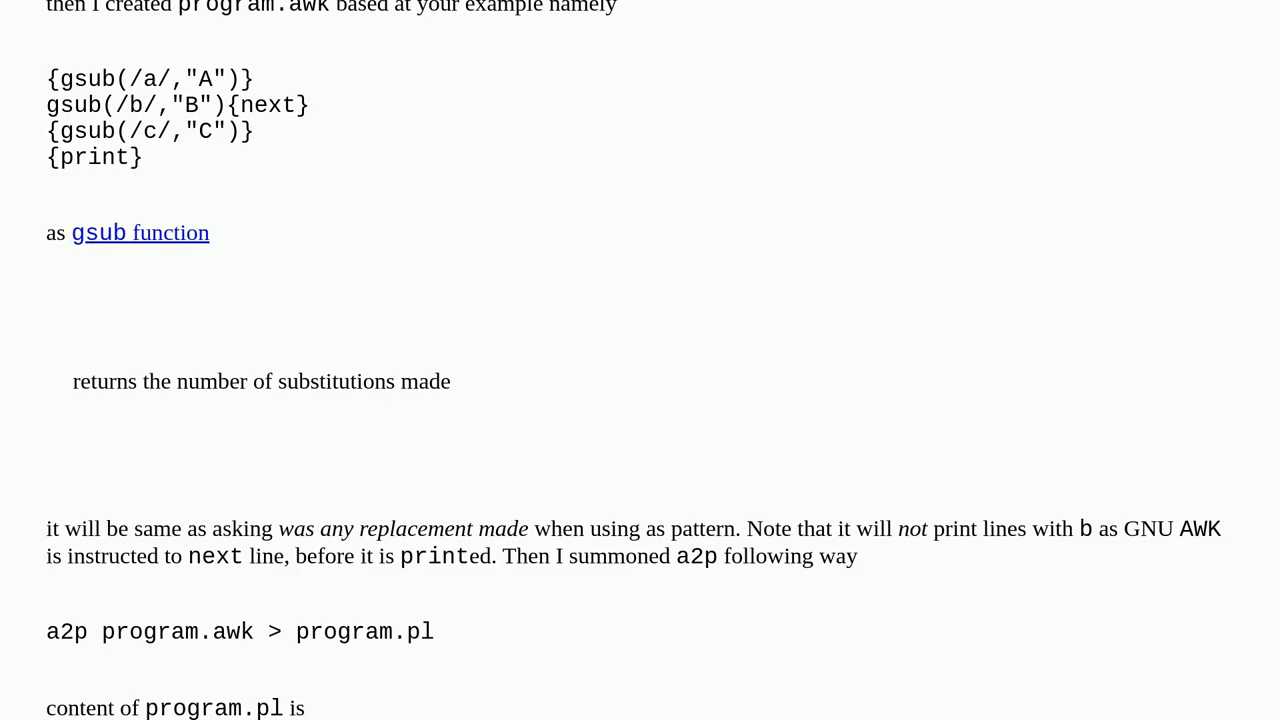 then I created program.awk based at your example namely
{gsub(/a/,"A")}
gsub(/b/,"B"){next}
{gsub(/c/,"C")}
{print}
as gsub function
returns the number of substitutions made
it will be same as asking was any replacement made when using as pattern. Note that it will not print lines with b as GNU AWK
is instructed to next line, before it is printed. Then I summoned a2p following way
a2p program.awk > program.pl
content of program.pl is